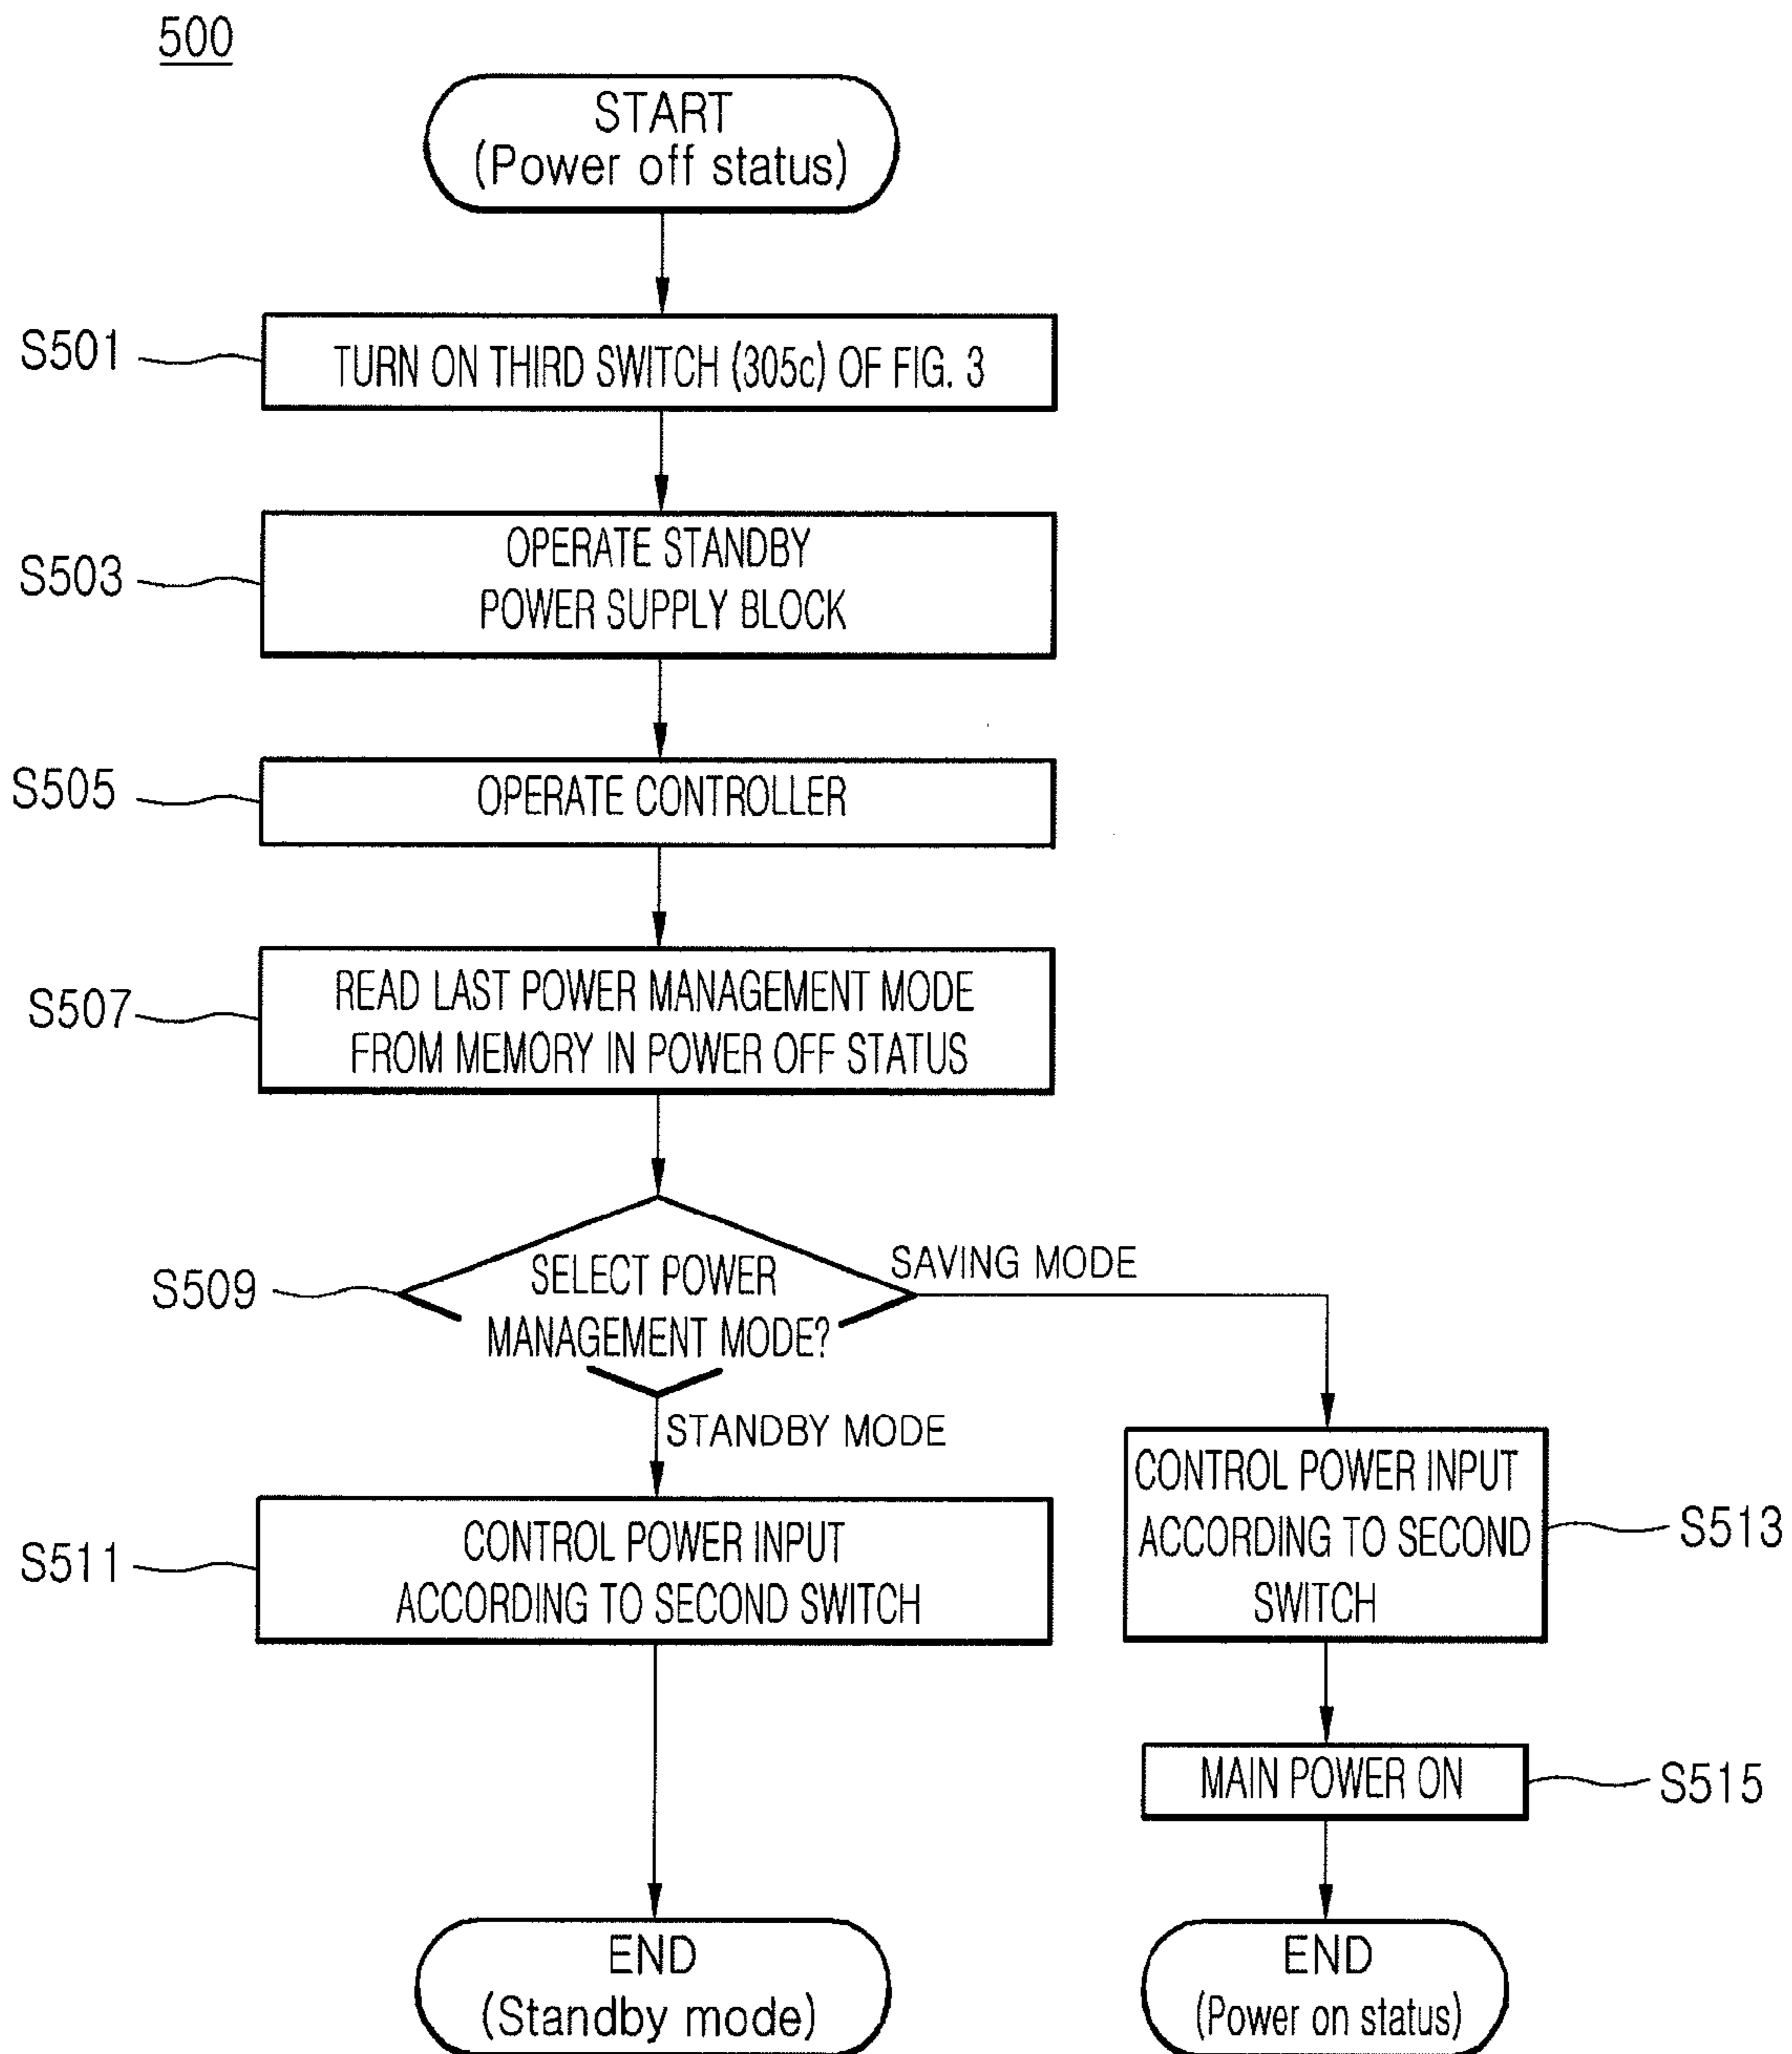 500
START
(Power off status)
S501
TURN ON THIRD SWITCH (305c) OF FIG. 3
S503
OPERATE STANDBY
POWER SUPPLY BLOCK
S505
OPERATE CONTROLLER
S507
READ LAST POWER MANAGEMENT MODE
FROM MEMORY IN POWER OFF STATUS
S509
SELECT POWER
MANAGEMENT MODE?
SAVING MODE
STANDBY MODE
S511
CONTROL POWER INPUT
ACCORDING TO SECOND SWITCH
CONTROL POWER INPUT
ACCORDING TO SECOND
SWITCH
S513
MAIN POWER ON
S515
END
(Standby mode)
END
(Power on status)